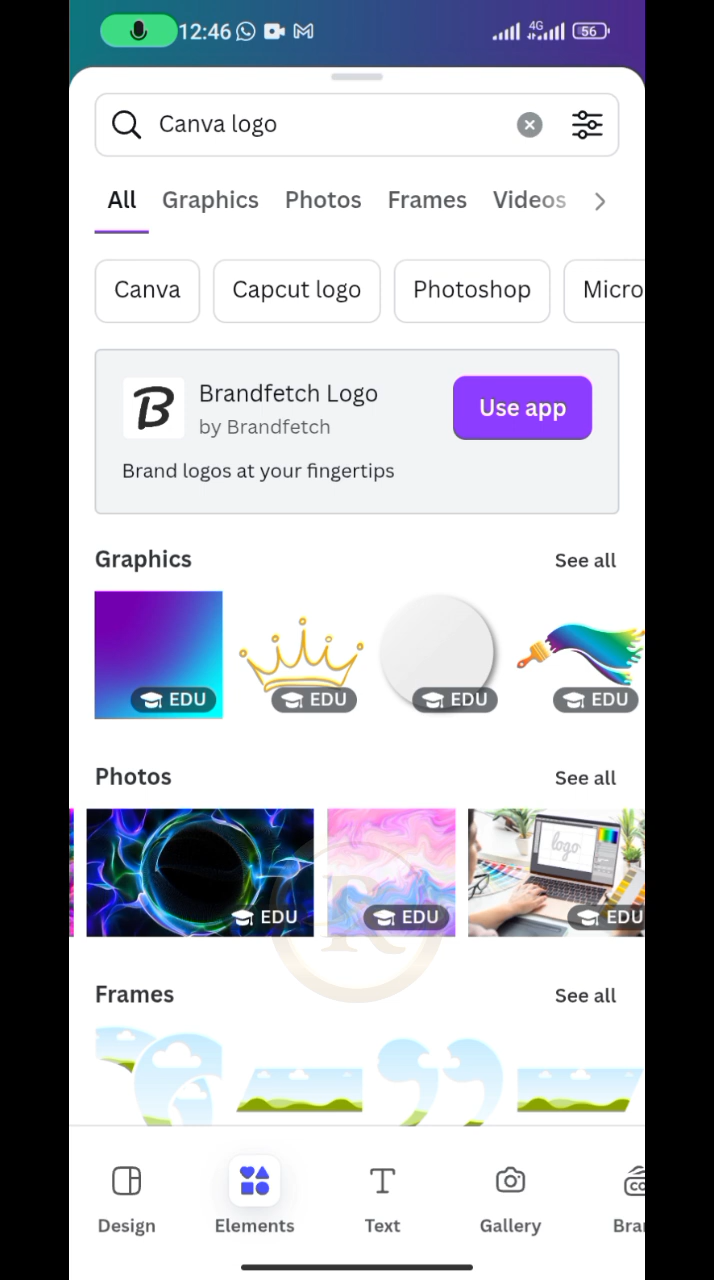 12:46
4G
56
Canva logo
All Graphics Photos Frames Videos
Canva Capcut logo Photoshop Micro
B
Brandfetch Logo
by Brandfetch
Use app
Brand logos at your fingertips
Graphics See all
EDU EDU EDU EDU
Photos See all
logo
EDU EDU EDU
R
Frames See all
T
CO
Design Elements Text Gallery Bra